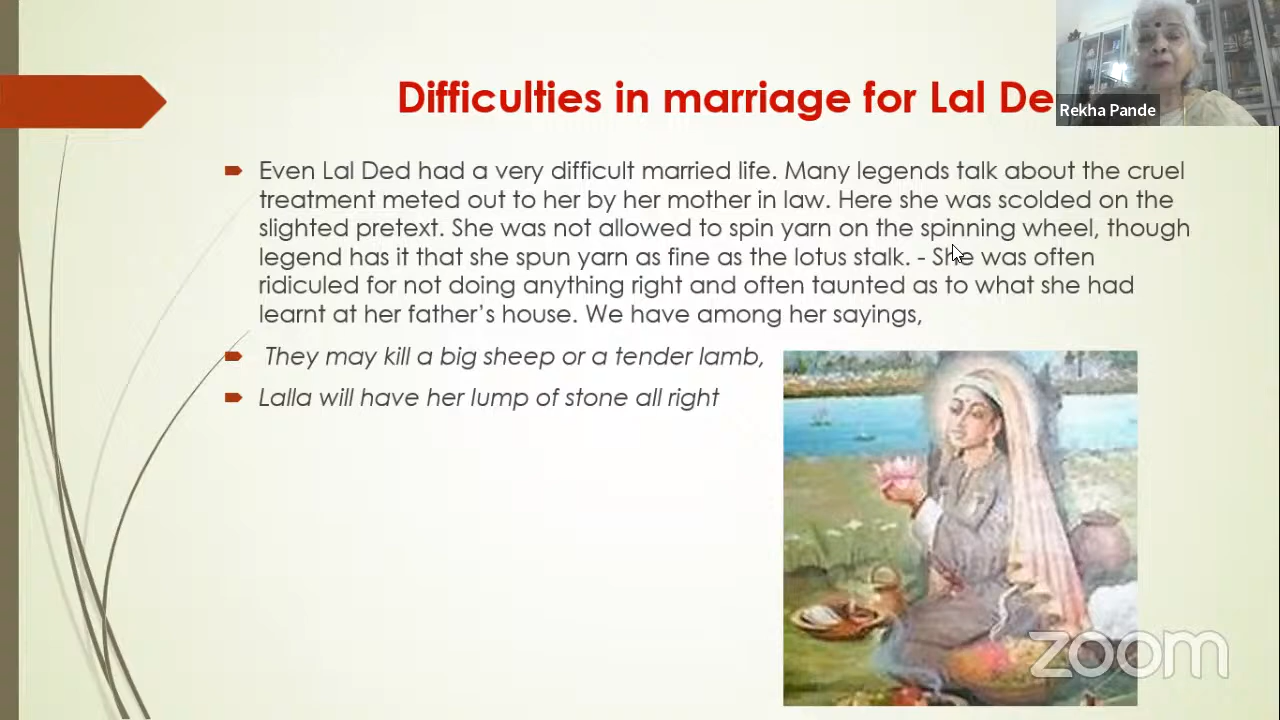 Difficulties in marriage for Lal De
Rekha Pande
Even Lal Ded had a very difficult married life. Many legends talk about the cruel
treatment meted out to her by her mother in law. Here she was scolded on the
slighted pretext. She was not allowed to spin yarn on the spinning wheel, though
legend has it that she spun yarn as fine as the lotus stalk. - She was often
ridiculed for not doing anything right and often taunted as to what she had
learnt at her father’s house. We have among her sayings,
They may kill a big sheep or a tender lamb,
Lalla will have her lump of stone all right
zoom